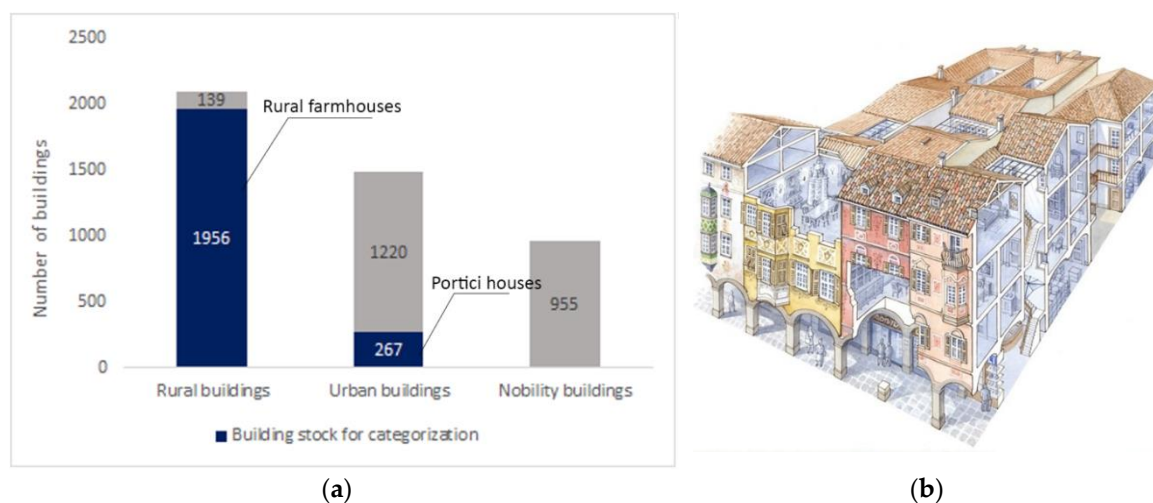 2500
2000
1500
1000
500
0
Number of buildings
139
1956
Rural farmhouses
1220
267
Portici houses
955
Rural buildings
Urban buildings
Nobility buildings
Building stock for categorization
(a)
(b)